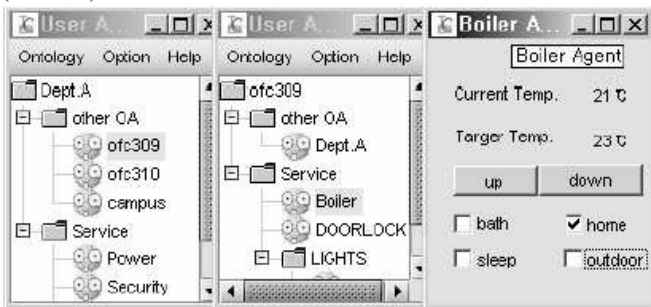 User A...
Ontology Option Help
Dept.A
other OA
ofc309
ofc310
campus
Service
Power
Security
User A...
Ontology Option Help
ofc309
other OA
Dept.A
Service
Boiler
DOORLOCK
LIGHTS
Boiler A...
Boiler Agent
Current Temp. 21 ℃
Targer Temp. 23 ℃
up down
bath home
sleep outdoor